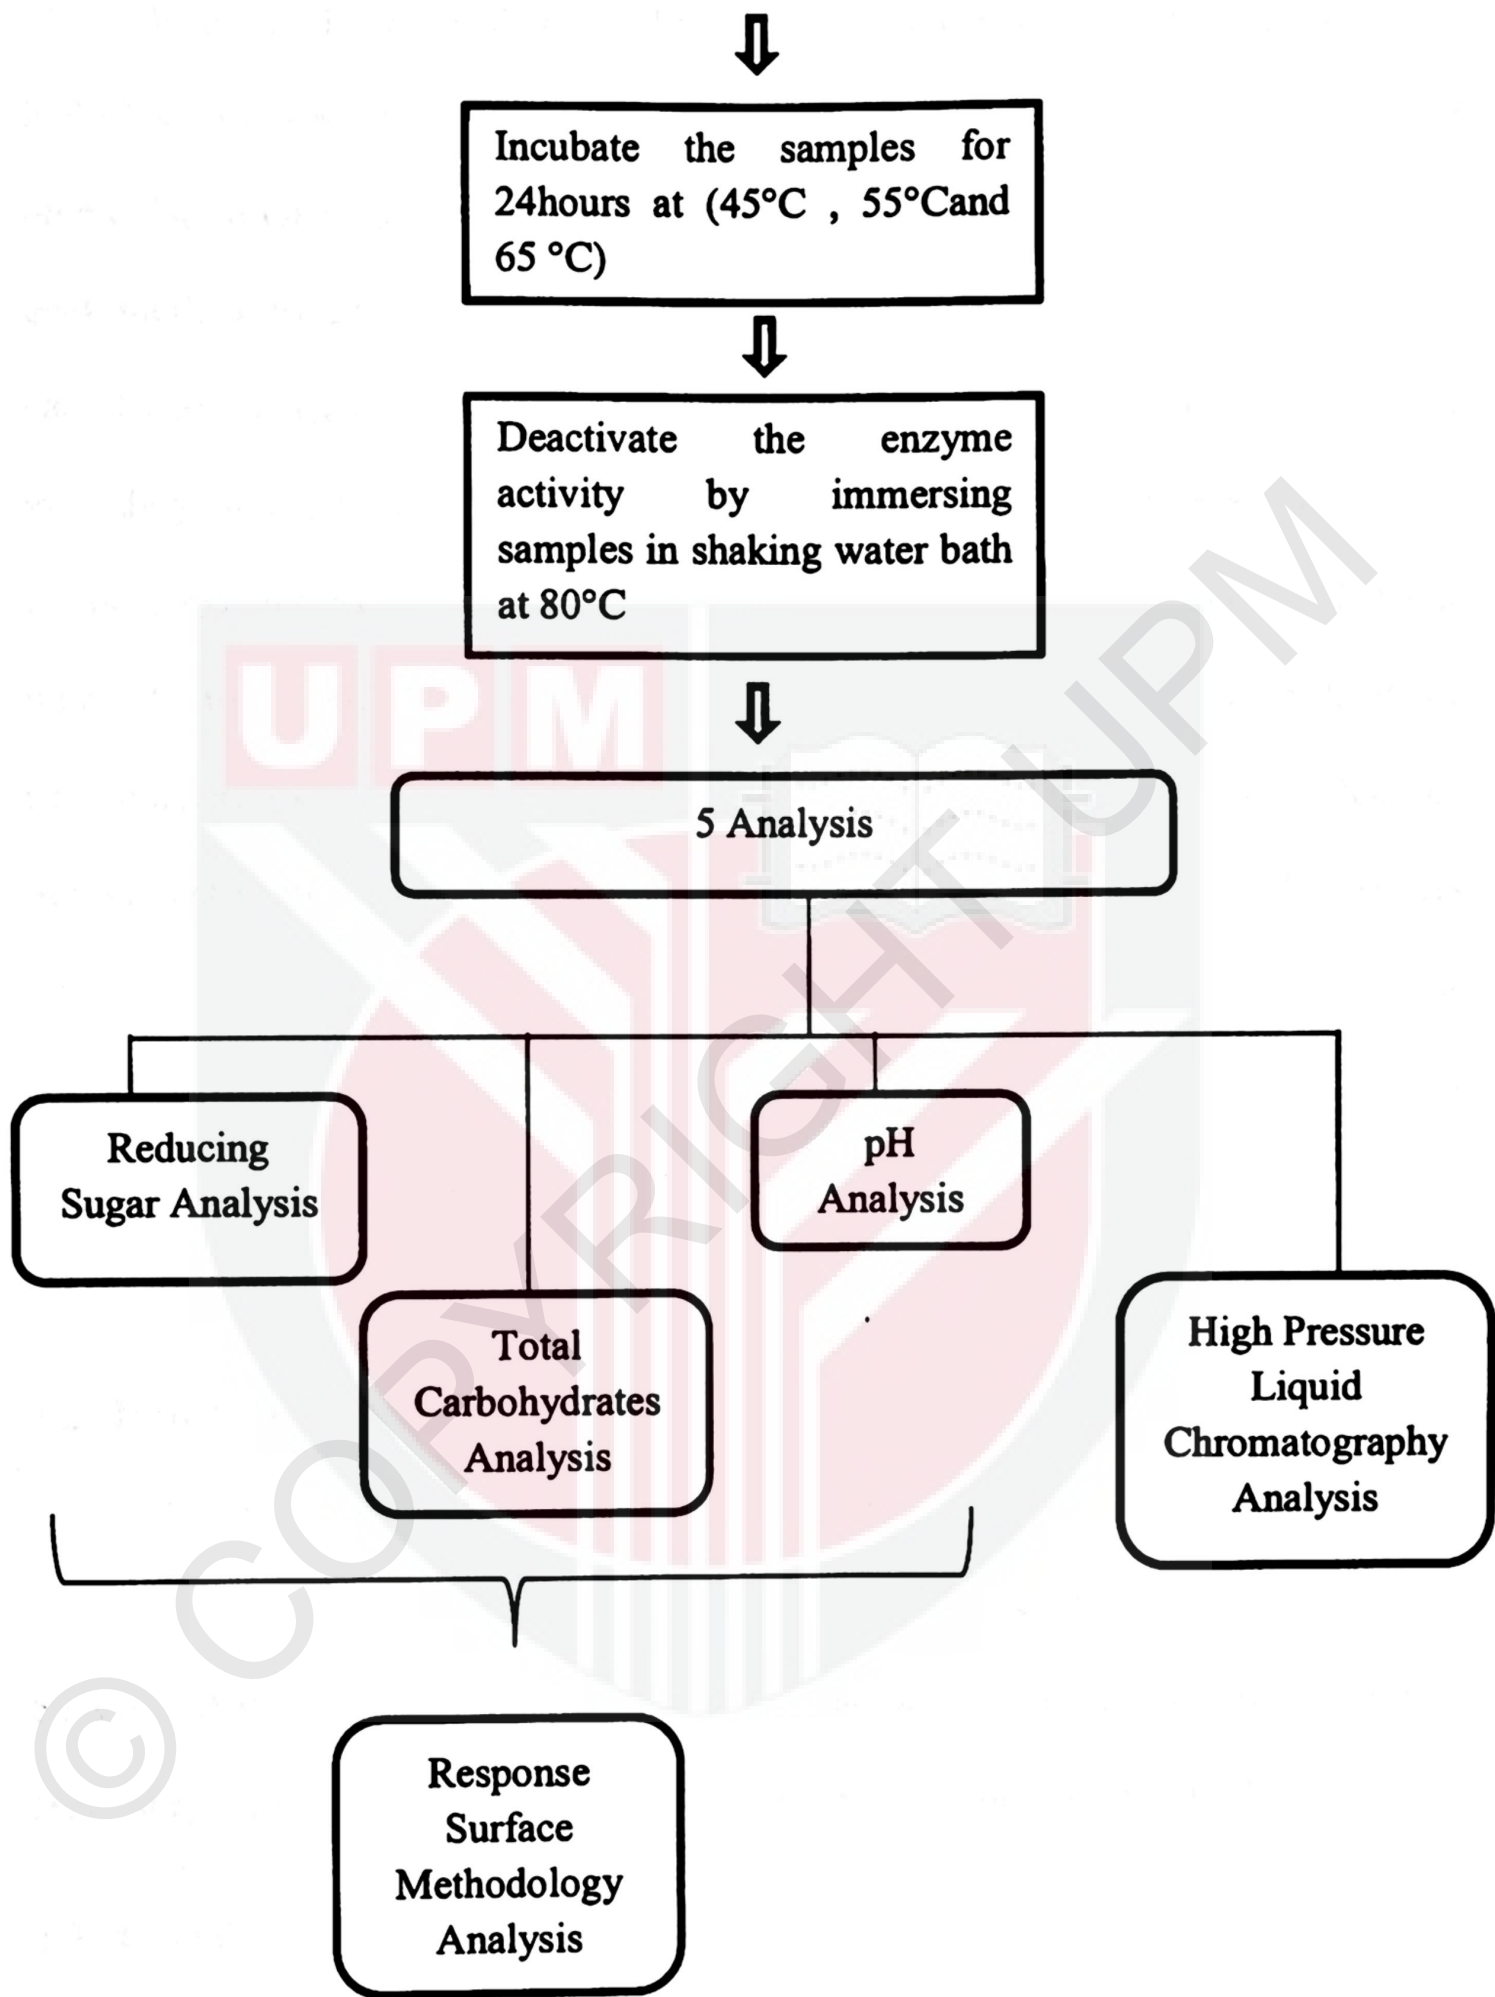 Incubate the samples for
24hours at (45°C , 55°Cand
65 °C)
Deactivate the enzyme
activity by immersing
samples in shaking water bath
at 80°C
UPM
5 Analysis
Reducing
Sugar Analysis
Total
Carbohydrates
Analysis
pH
Analysis
High Pressure
Liquid
Chromatography
Analysis
Response
Surface
Methodology
Analysis
© COPYRIGHT UPM